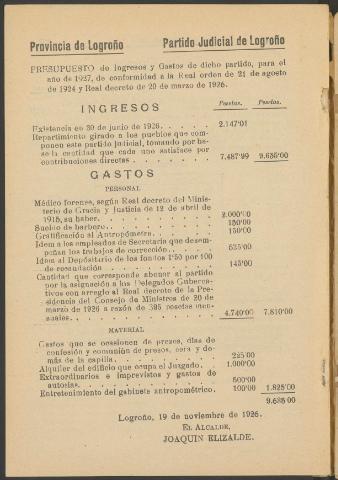 Provincia de Logroño Partido Judicial de Logroño
PRESUPUESTO de Ingresos y Gastos de dicho partido, para el
año de 1927, de conformidad a la Real orden de 21 de agosto
de 1924 y Real decreto de 20 de marzo de 1926.
INGRESOS Pesetas. Pesetas.
Existencia en 30 de junio de 1926. . . . . . 2.147'01
Repartimiento girado a los pueblos que com-
ponen este partido judicial, tomando por ba-
se la cantidad que cada uno satisface por
contribuciones directas . . . . . . . 7.487'99 9.635'00
GASTOS
PERSONAL
Médico forense, según Real decreto del Minis-
terio de Gracia y Justicia de 12 de abril de
1915, su haber. . . . . . . . 2.000'00
Sueldo de barbero. . . . . . . 150'00
Gratificación al Antropómetra. . . . . 150'00
Idem a los empleados de Secretaría que desem-
peñan los trabajos de corrección. . . . 625'00
Idem al Depositario de los fondos 1'50 por 100
de recaudación . . . . . . . 145'00
Cantidad que corresponde abonar al partido
por la asignación a los Delegados Guberna-
tivos con arreglo al Real decreto de la Pre-
sidencia del Consejo de Ministros de 20 de
marzo de 1926 a razón de 395 pesetas men-
suales. . . . . . . . . 4.740'00 7.810'00
MATERIAL
Gastos que se ocasionen de presos, días de
confesión y comunión de presos, cera y de-
más de la capilla. . . . . . . 225'00
Alquiler del edificio que ocupa el Juzgado. . 1.000'00
Extraordinarios e imprevistos y gastos de
autorias. . . . . . . . 500'00
Entretenimiento del gabinete antropométrico. 100'00 1.825'00
9.635'00
Logroño, 19 de noviembre de 1926.
EL ALCALDE,
JOAQUIN ELIZALDE.